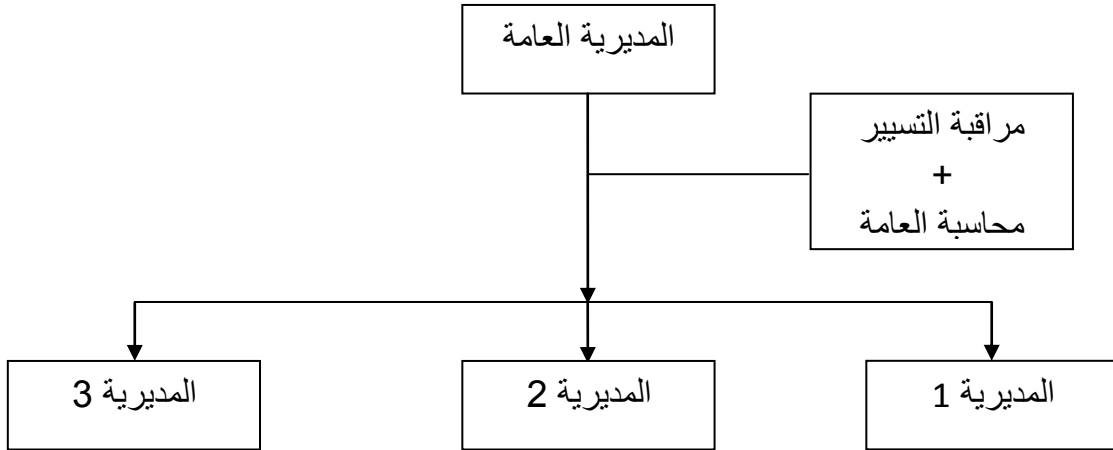 المديرية العامة
مراقبة التسيير
+
محاسبة العامة
المديرية 1
المديرية 2
المديرية 3